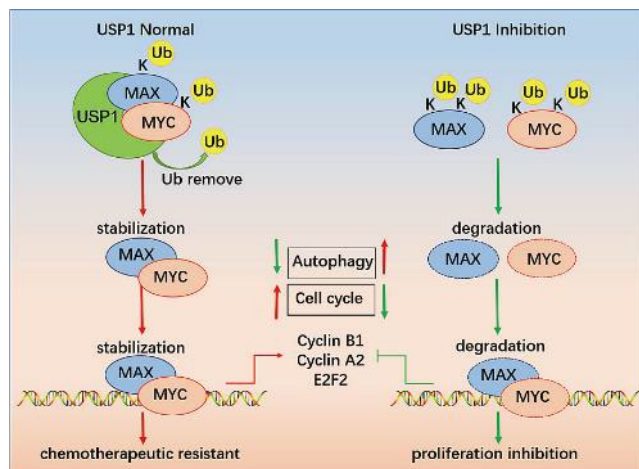 USP1 Normal
Ub
K
MAX
K
Ub
USP1
MYC
Ub
Ub remove
stabilization
MAX
MYC
stabilization
MAX
MYC
chemotherapeutic resistant
Autophagy
Cell cycle
Cyclin B1
Cyclin A2
E2F2
USP1 Inhibition
Ub
Ub
K
K
MAX
Ub
Ub
K
K
MYC
degradation
MAX
MYC
degradation
MAX
MYC
proliferation inhibition